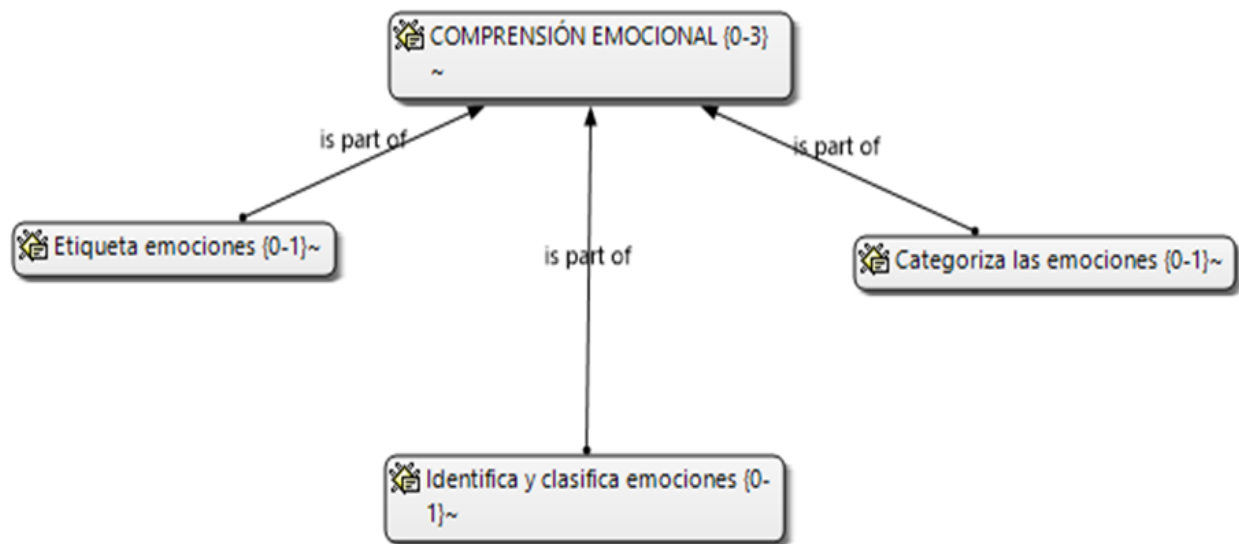 COMPRENSIÓN EMOCIONAL {0-3}
~
is part of
is part of
Etiqueta emociones {0-1}~
is part of
Categoriza las emociones {0-1}~
Identifica y clasifica emociones {0-
1}~